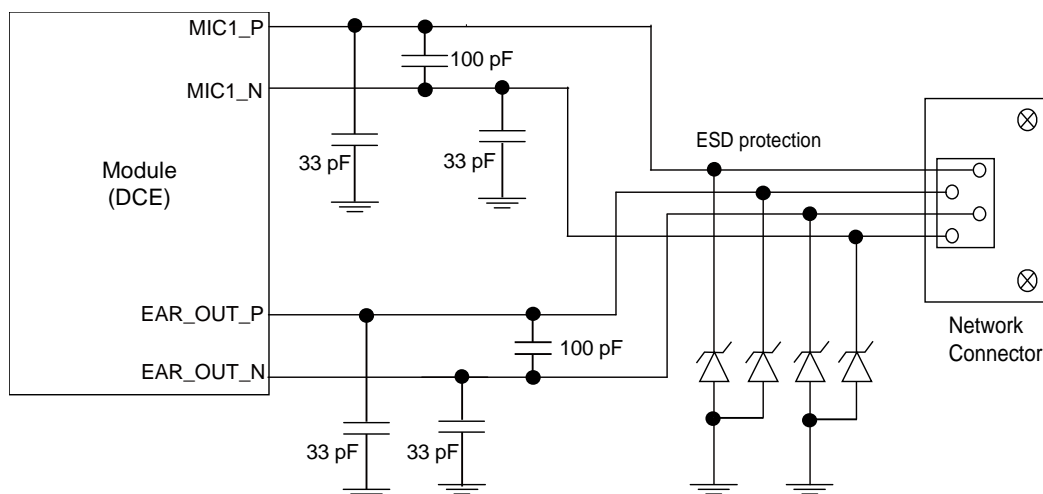 MIC1_P
100 pF
MIC1_N
ESD protection
33 pF
33 pF
Module
(DCE)
EAR_OUT_P
Network
Connector
100 pF
EAR_OUT_N
33 pF
33 pF